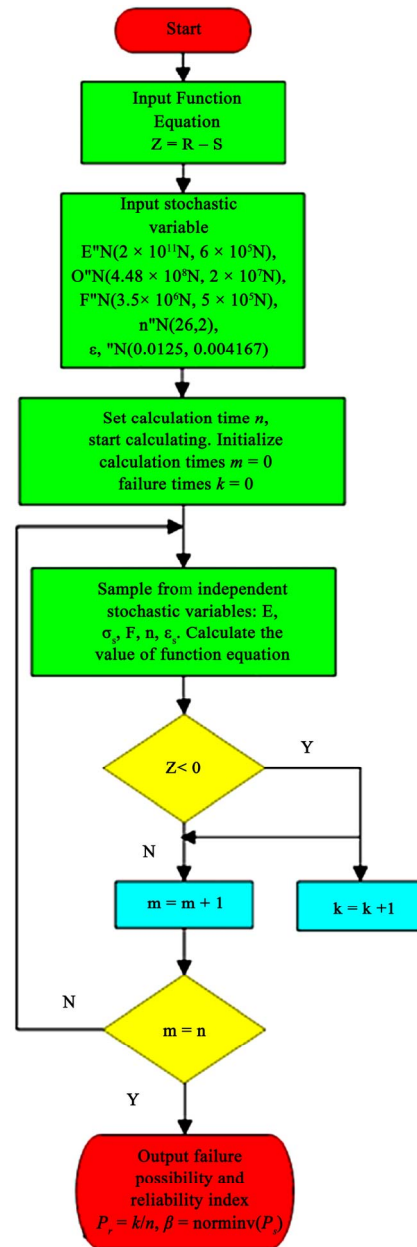 Start
Input Function
Equation
Z = R – S
Input stochastic
variable
E"N(2 × 10¹¹N, 6 × 10⁵N),
O"N(4.48 × 10⁸N, 2 × 10⁷N),
F"N(3.5× 10⁶N, 5 × 10⁵N),
n"N(26,2),
ε, "N(0.0125, 0.004167)
Set calculation time n,
start calculating. Initialize
calculation times m = 0
failure times k = 0
Sample from independent
stochastic variables: E,
σₛ, F, n, εₛ. Calculate the
value of function equation
Z< 0
Y
N
m = m + 1
k = k +1
N
m = n
Y
Output failure
possibility and
reliability index
Pᵣ = k/n, β = norminv(Pₛ)